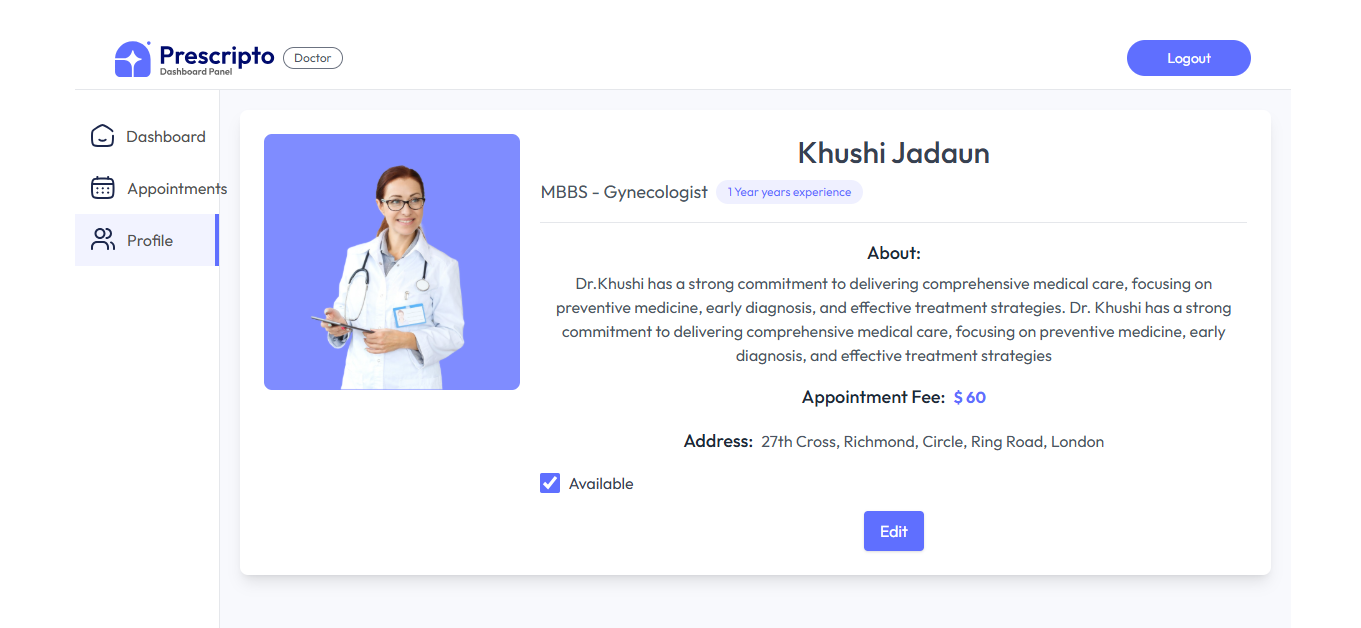 Prescripto
Dashboard Panel
Doctor
Logout
Dashboard
Appointments
Profile
Khushi Jadaun
MBBS - Gynecologist
1 Year years experience
About:
Dr.Khushi has a strong commitment to delivering comprehensive medical care, focusing on
preventive medicine, early diagnosis, and effective treatment strategies. Dr. Khushi has a strong
commitment to delivering comprehensive medical care, focusing on preventive medicine, early
diagnosis, and effective treatment strategies
Appointment Fee: $ 60
Address: 27th Cross, Richmond, Circle, Ring Road, London
Available
Edit